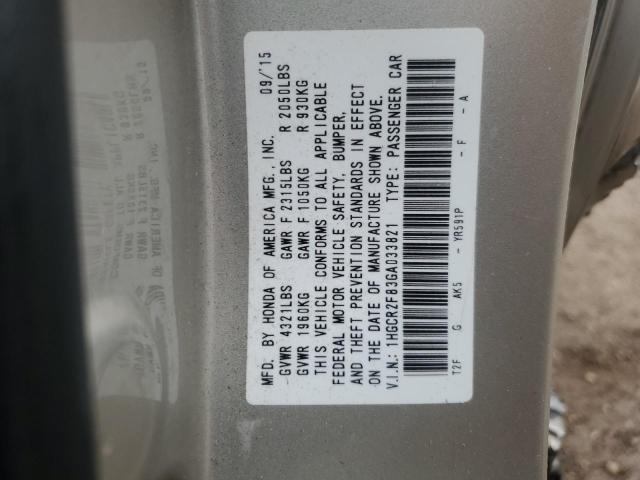 MFD. BY HONDA OF AMERICA MFG., INC. 09/'15
GVWR 4321LBS GAWR F 2315LBS R 2050LBS
GVWR 1960KG GAWR F 1050KG R 930KG
THIS VEHICLE CONFORMS TO ALL APPLICABLE
FEDERAL MOTOR VEHICLE SAFETY, BUMPER,
AND THEFT PREVENTION STANDARDS IN EFFECT
ON THE DATE OF MANUFACTURE SHOWN ABOVE.
V.I.N.: 1HGCR2F83GA033821 TYPE: PASSENGER CAR
T2F G AK5 - YR591P - F - A